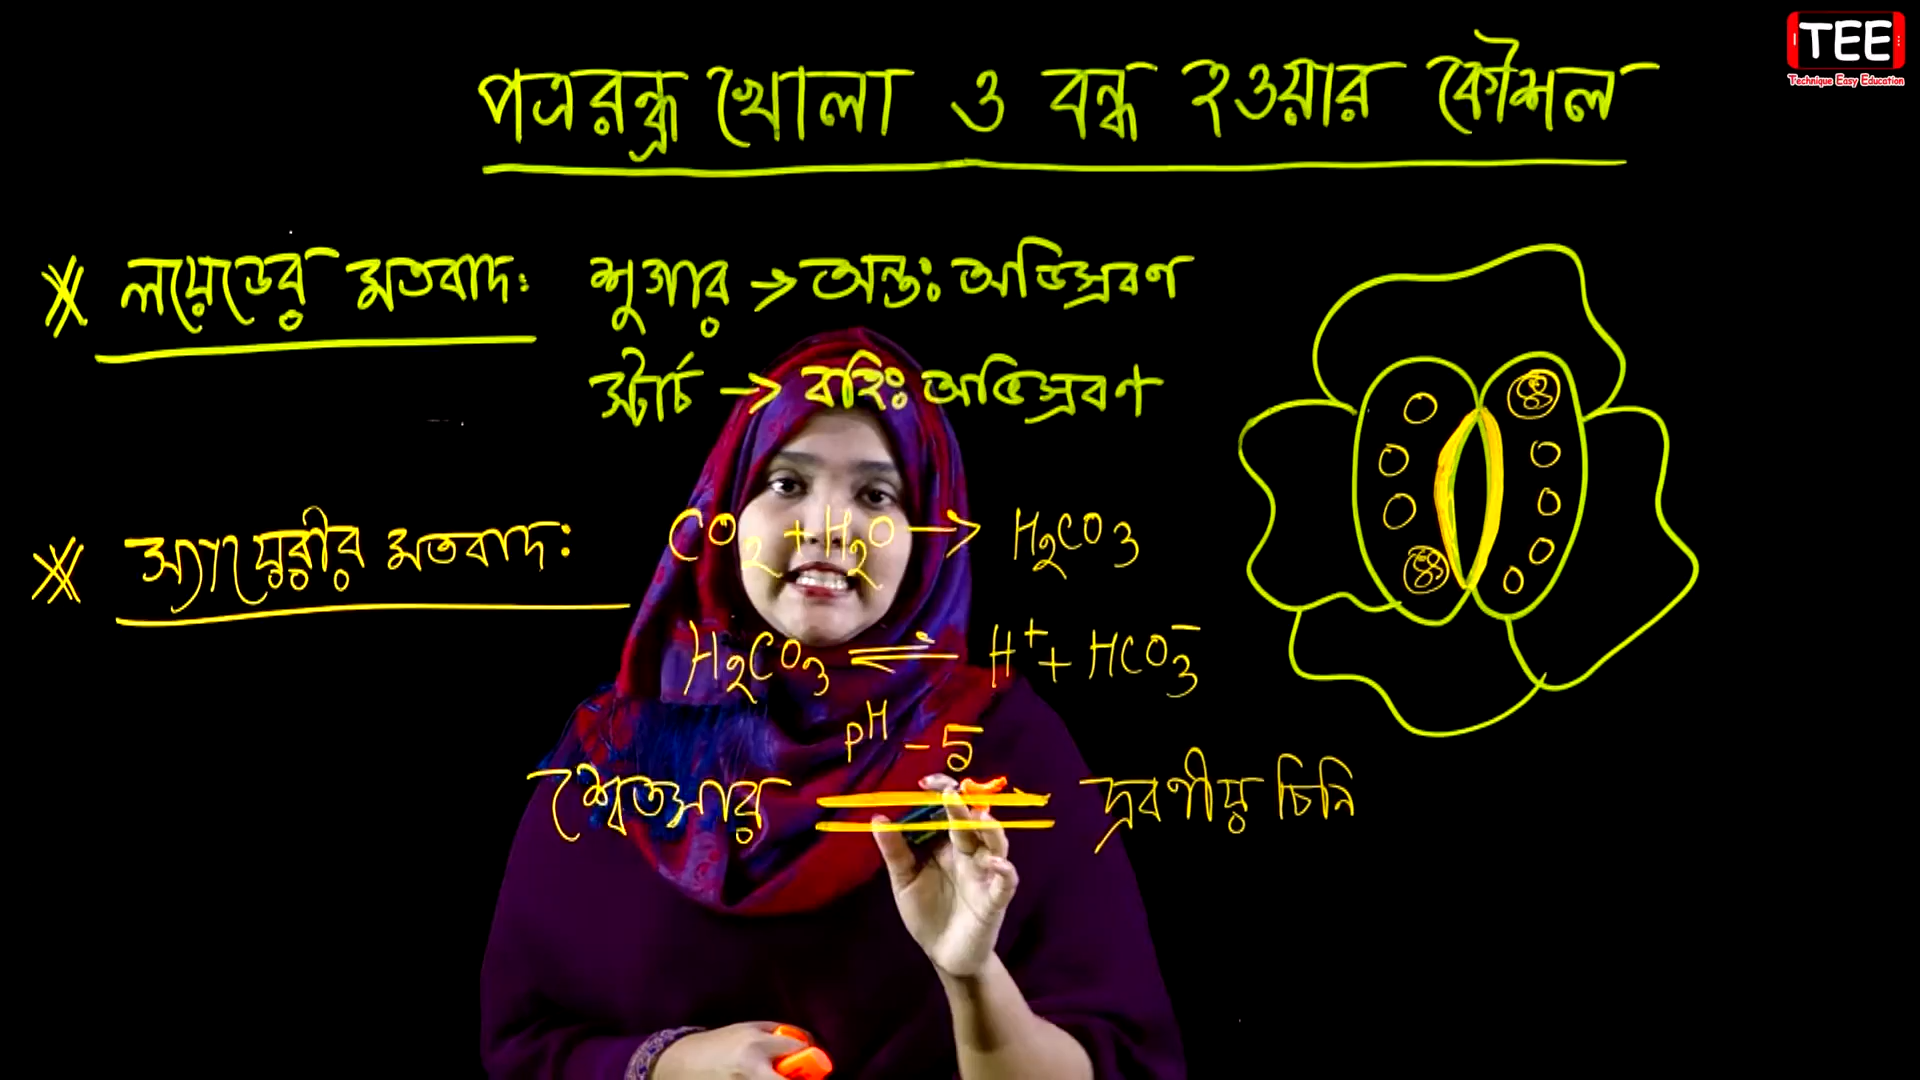 TEE
Technique Easy Education
পত্ররন্ধ্র খোলা ও বন্ধ হওয়ার কৌশল
* লয়েডের মতবাদ: শুগার → অন্তঃ অভিস্রবণ
স্টার্চ → বহিঃ অভিস্রবণ
* স্যায়েরীর মতবাদ: CO₂ + H₂O → H₂CO₃
H₂CO₃ ⇌ H⁺ + HCO₃⁻
pH - 5
শ্বেতসার ⇌ দ্রবণীয় চিনি